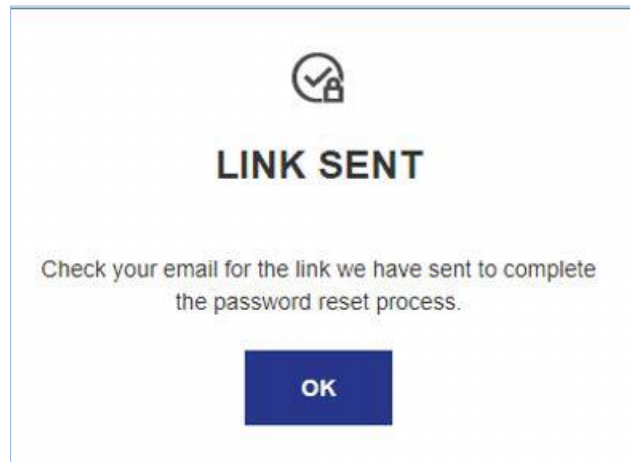 LINK SENT
Check your email for the link we have sent to complete
the password reset process.
OK